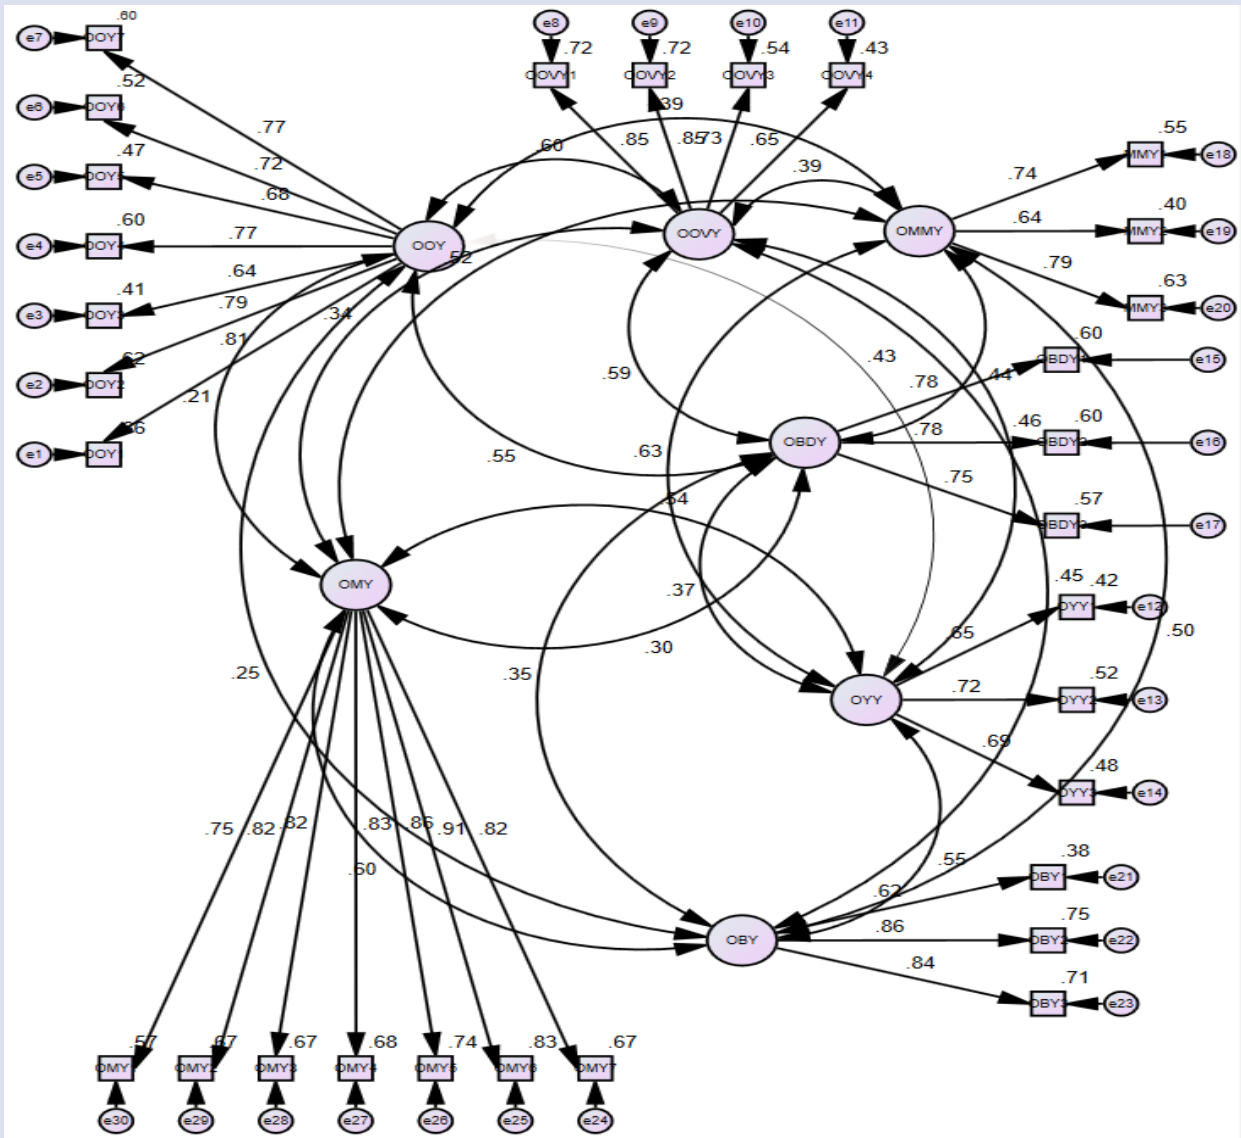 .60
e7 OOY7
.52
e6 OOY6
.77
.47
.72
e5 OOY5
.68
.60
e4 OOY4
.77
.41
.64
e3 OOY3
.79
.81
.62
e2 OOY2
.21
e1 OOY1
e8 e9 e10 e11
.72 .72 .54 .43
OOVY1 OOVY2 OOVY3 OOVY4
.39
.60 .85 .85 .73 .65
.39
OOY OOVY OMMY
.52
.34
.55
e18
.74
.64 .40
MMY2 e19
.79 .63
MMY3 e20
.43
.60
.59 .78 .44 OBDY1 e15
OBDY .78 .46 .60
e16
.55 .63 .75
.54 .57
e17
OMY
.37 .45 .42
OYY1 e12
.65
.30 .50
.25 .35
OYY .72 .52
OYY2 e13
.69 .48
OYY3 e14
.75 .82 .82 .83 .86 .91 .82
.60
.55 .38
.62 OBY1 e21
OBY .86 .75
OBY2 e22
.84 .71
OBY3 e23
.57 .67 .67 .68 .74 .83 .67
OMY OMY2 OMY3 OMY4 OMY5 OMY6 OMY7
e30 e29 e28 e27 e26 e25 e24